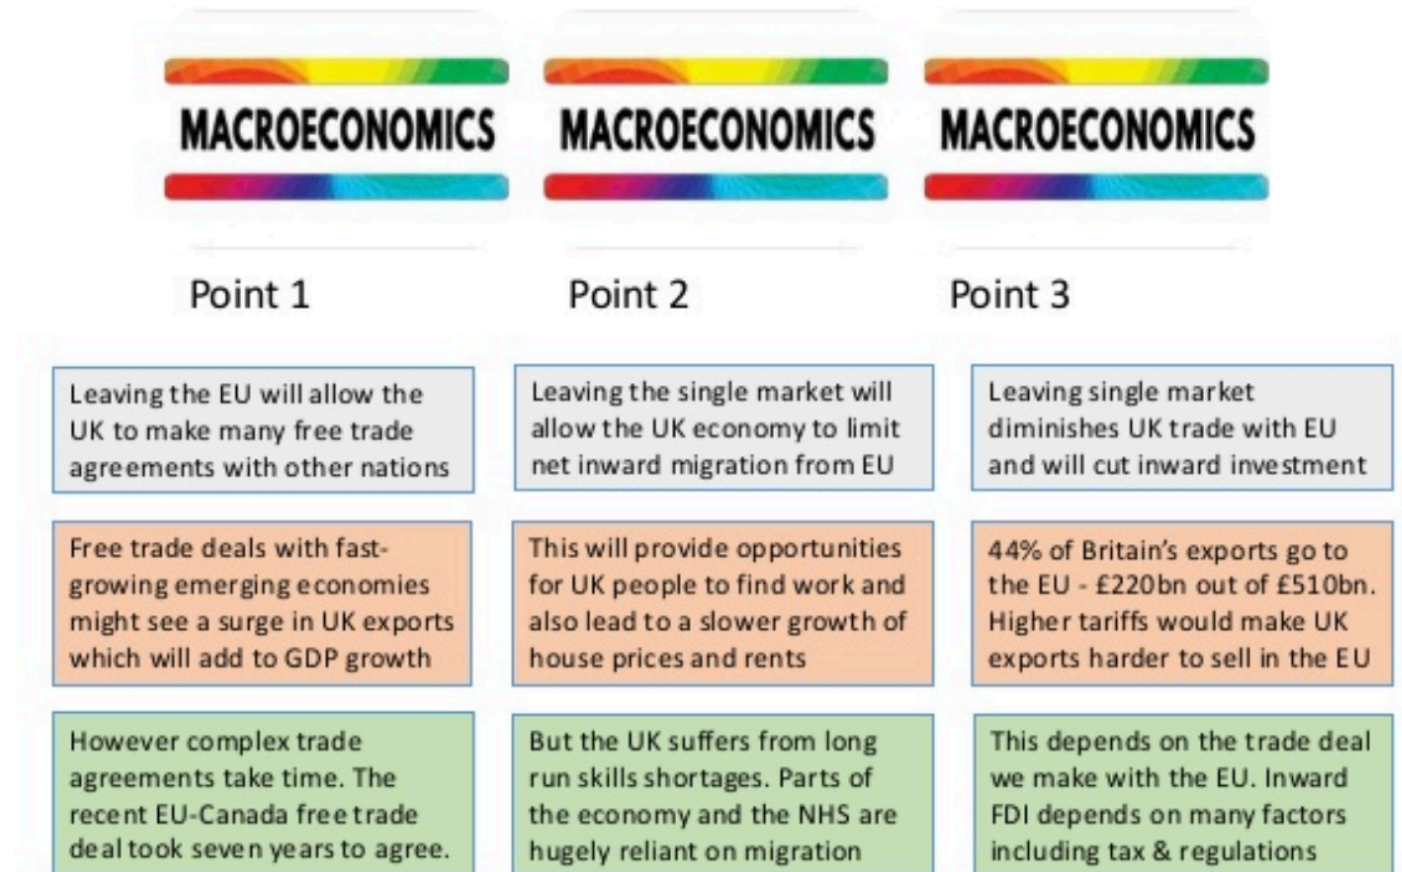 MACROECONOMICS
MACROECONOMICS
MACROECONOMICS
Point 1
Point 2
Point 3
Leaving the EU will allow the
UK to make many free trade
agreements with other nations
Leaving the single market will
allow the UK economy to limit
net inward migration from EU
Leaving single market
diminishes UK trade with EU
and will cut inward investment
Free trade deals with fast-
growing emerging economies
might see a surge in UK exports
which will add to GDP growth
This will provide opportunities
for UK people to find work and
also lead to a slower growth of
house prices and rents
44% of Britain's exports go to
the EU - £220bn out of £510bn.
Higher tariffs would make UK
exports harder to sell in the EU
However complex trade
agreements take time. The
recent EU-Canada free trade
deal took seven years to agree.
But the UK suffers from long
run skills shortages. Parts of
the economy and the NHS are
hugely reliant on migration
This depends on the trade deal
we make with the EU. Inward
FDI depends on many factors
including tax & regulations